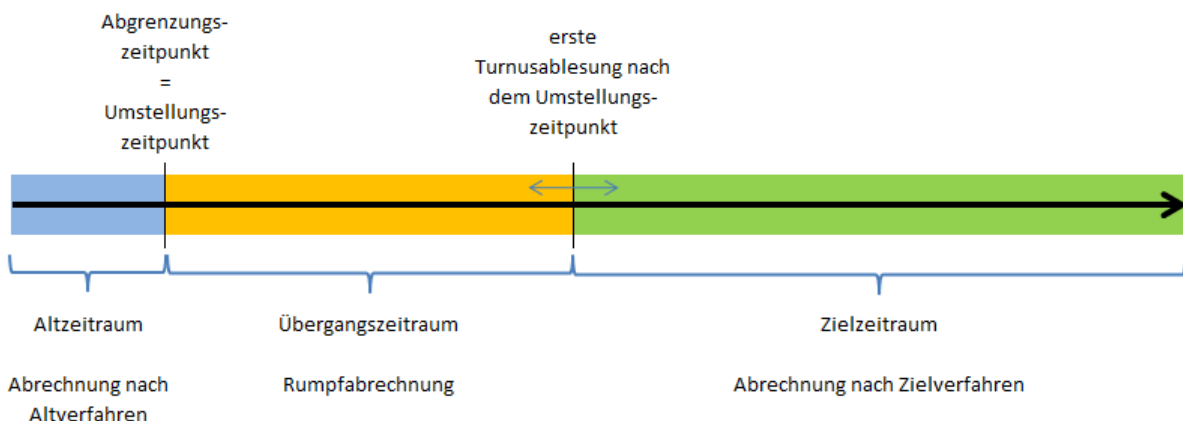 Abgrenzungs-
zeitpunkt
=
Umstellungs-
zeitpunkt
erste
Turnusablesung nach
dem Umstellungs-
zeitpunkt
Altzeitraum
Übergangszeitraum
Zielzeitraum
Abrechnung nach
Altverfahren
Rumpfabrechnung
Abrechnung nach Zielverfahren